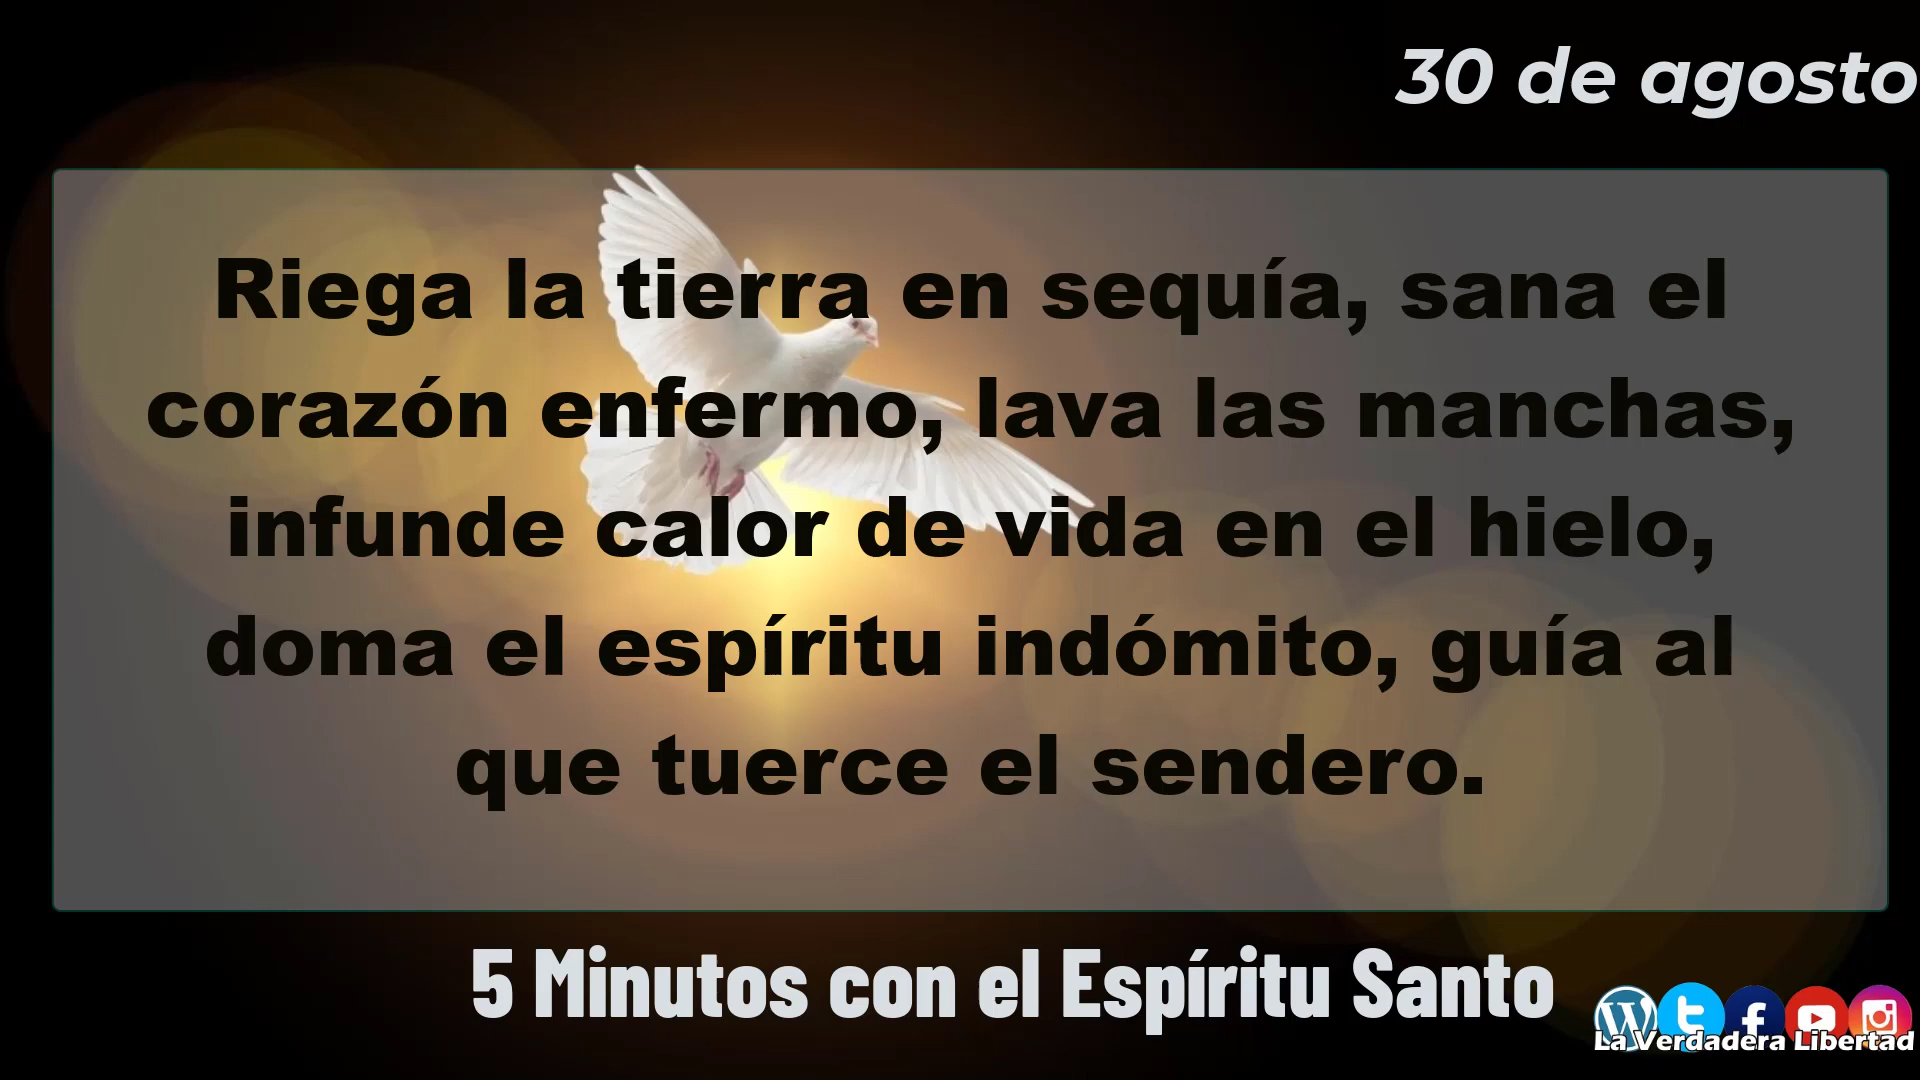 30 de agosto
Riega la tierra en sequía, sana el
corazón enfermo, lava las manchas,
infunde calor de vida en el hielo,
doma el espíritu indómito, guía al
que tuerce el sendero.
5 Minutos con el Espíritu Santo
La Verdadera Libertad